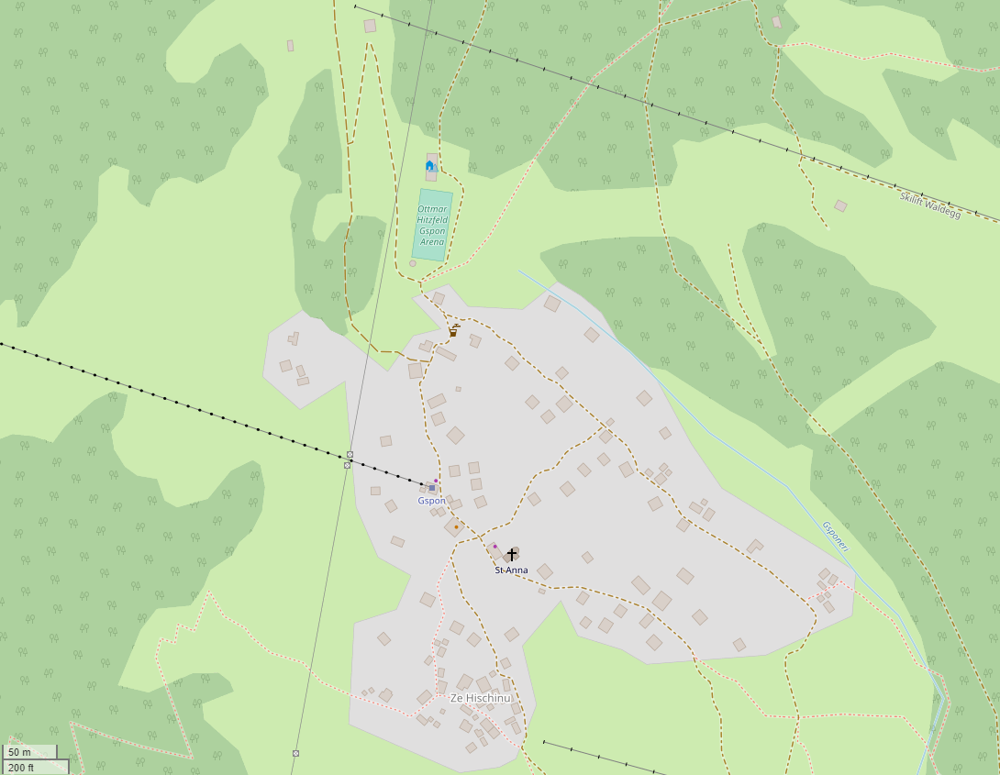 Ottmar
Hitzfeld
Gspon
Arena
Skilift Waldegg
Gspon
Gsponeri
St Anna
Ze Hischinu
50 m
200 ft